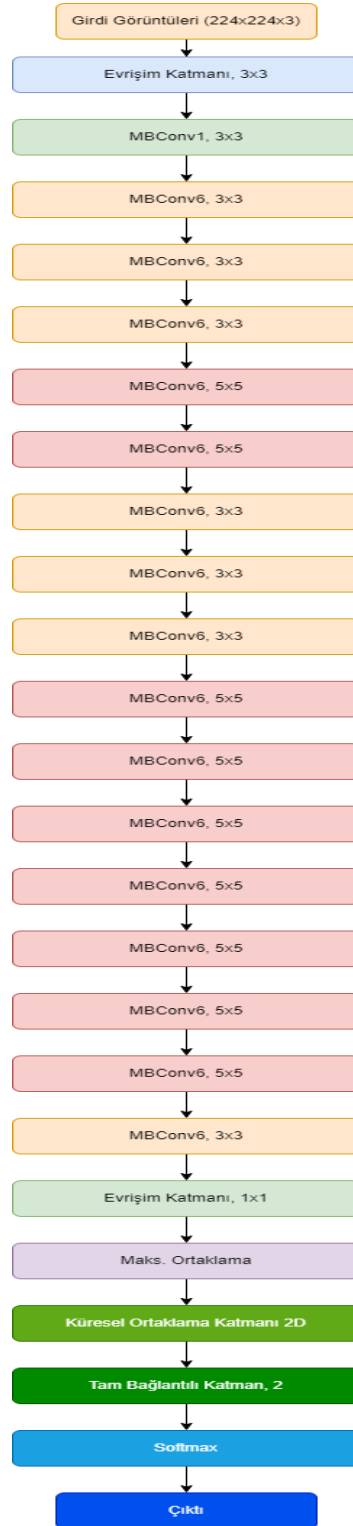 Girdi Görüntüleri (224x224x3)
Evrişim Katmanı, 3x3
MBConv1, 3x3
MBConv6, 3x3
MBConv6, 3x3
MBConv6, 3x3
MBConv6, 5x5
MBConv6, 5x5
MBConv6, 3x3
MBConv6, 3x3
MBConv6, 3x3
MBConv6, 5x5
MBConv6, 5x5
MBConv6, 5x5
MBConv6, 5x5
MBConv6, 5x5
MBConv6, 5x5
MBConv6, 5x5
MBConv6, 3x3
Evrişim Katmanı, 1x1
Maks. Ortaklama
Küresel Ortaklama Katmanı 2D
Tam Bağlantılı Katman, 2
Softmax
Çıktı